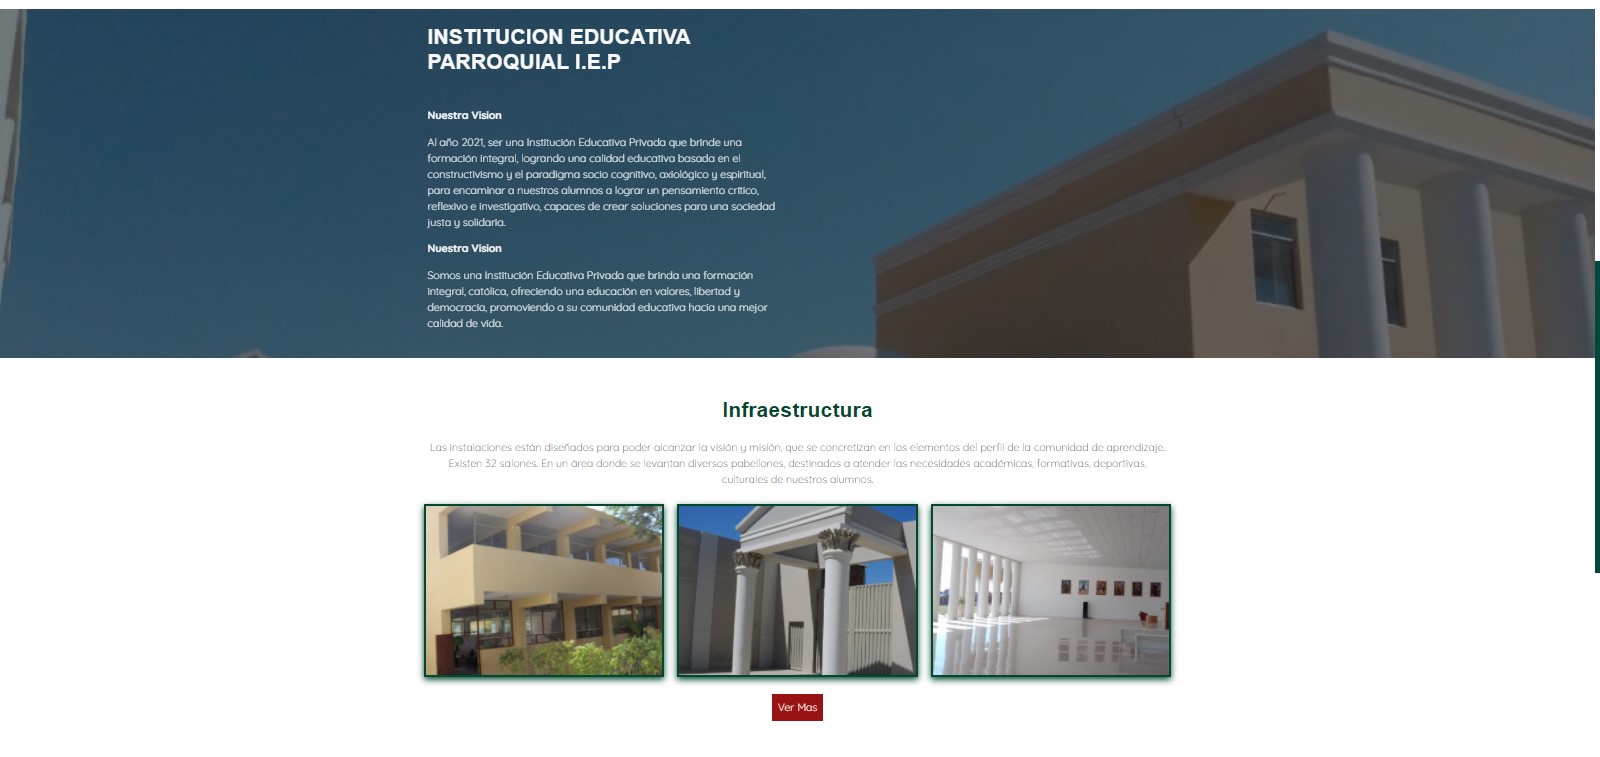 INSTITUCION EDUCATIVA
PARROQUIAL I.E.P
Nuestra Vision
Al año 2021, ser una Institución Educativa Privada que brinde una
formación integral, logrando una calidad educativa basada en el
constructivismo y el paradigma socio cognitivo, axiológico y espiritual,
para encaminar a nuestros alumnos a lograr un pensamiento crítico,
reflexivo e investigativo, capaces de crear soluciones para una sociedad
justa y solidaria.
Nuestra Vision
Somos una Institución Educativa Privada que brinda una formación
integral, católica, ofreciendo una educación en valores, libertad y
democracia, promoviendo a su comunidad educativa hacia una mejor
calidad de vida.
Infraestructura
Las instalaciones están diseñados para poder alcanzar la visión y misión, que se concretizan en los elementos del perfil de la comunidad de aprendizaje.
Existen 32 salones. En un área donde se levantan diversos pabellones, destinados a atender las necesidades académicas, formativas, deportivas,
culturales de nuestros alumnos.
Ver Mas